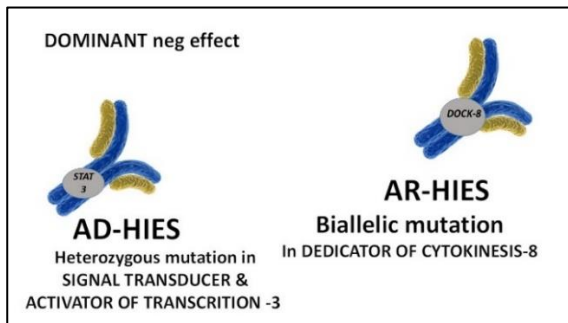 DOMINANT neg effect
STAT
3
AD-HIES
Heterozygous mutation in
SIGNAL TRANSDUCER &
ACTIVATOR OF TRANSCRITION -3
DOCK-8
AR-HIES
Biallelic mutation
In DEDICATOR OF CYTOKINESIS-8